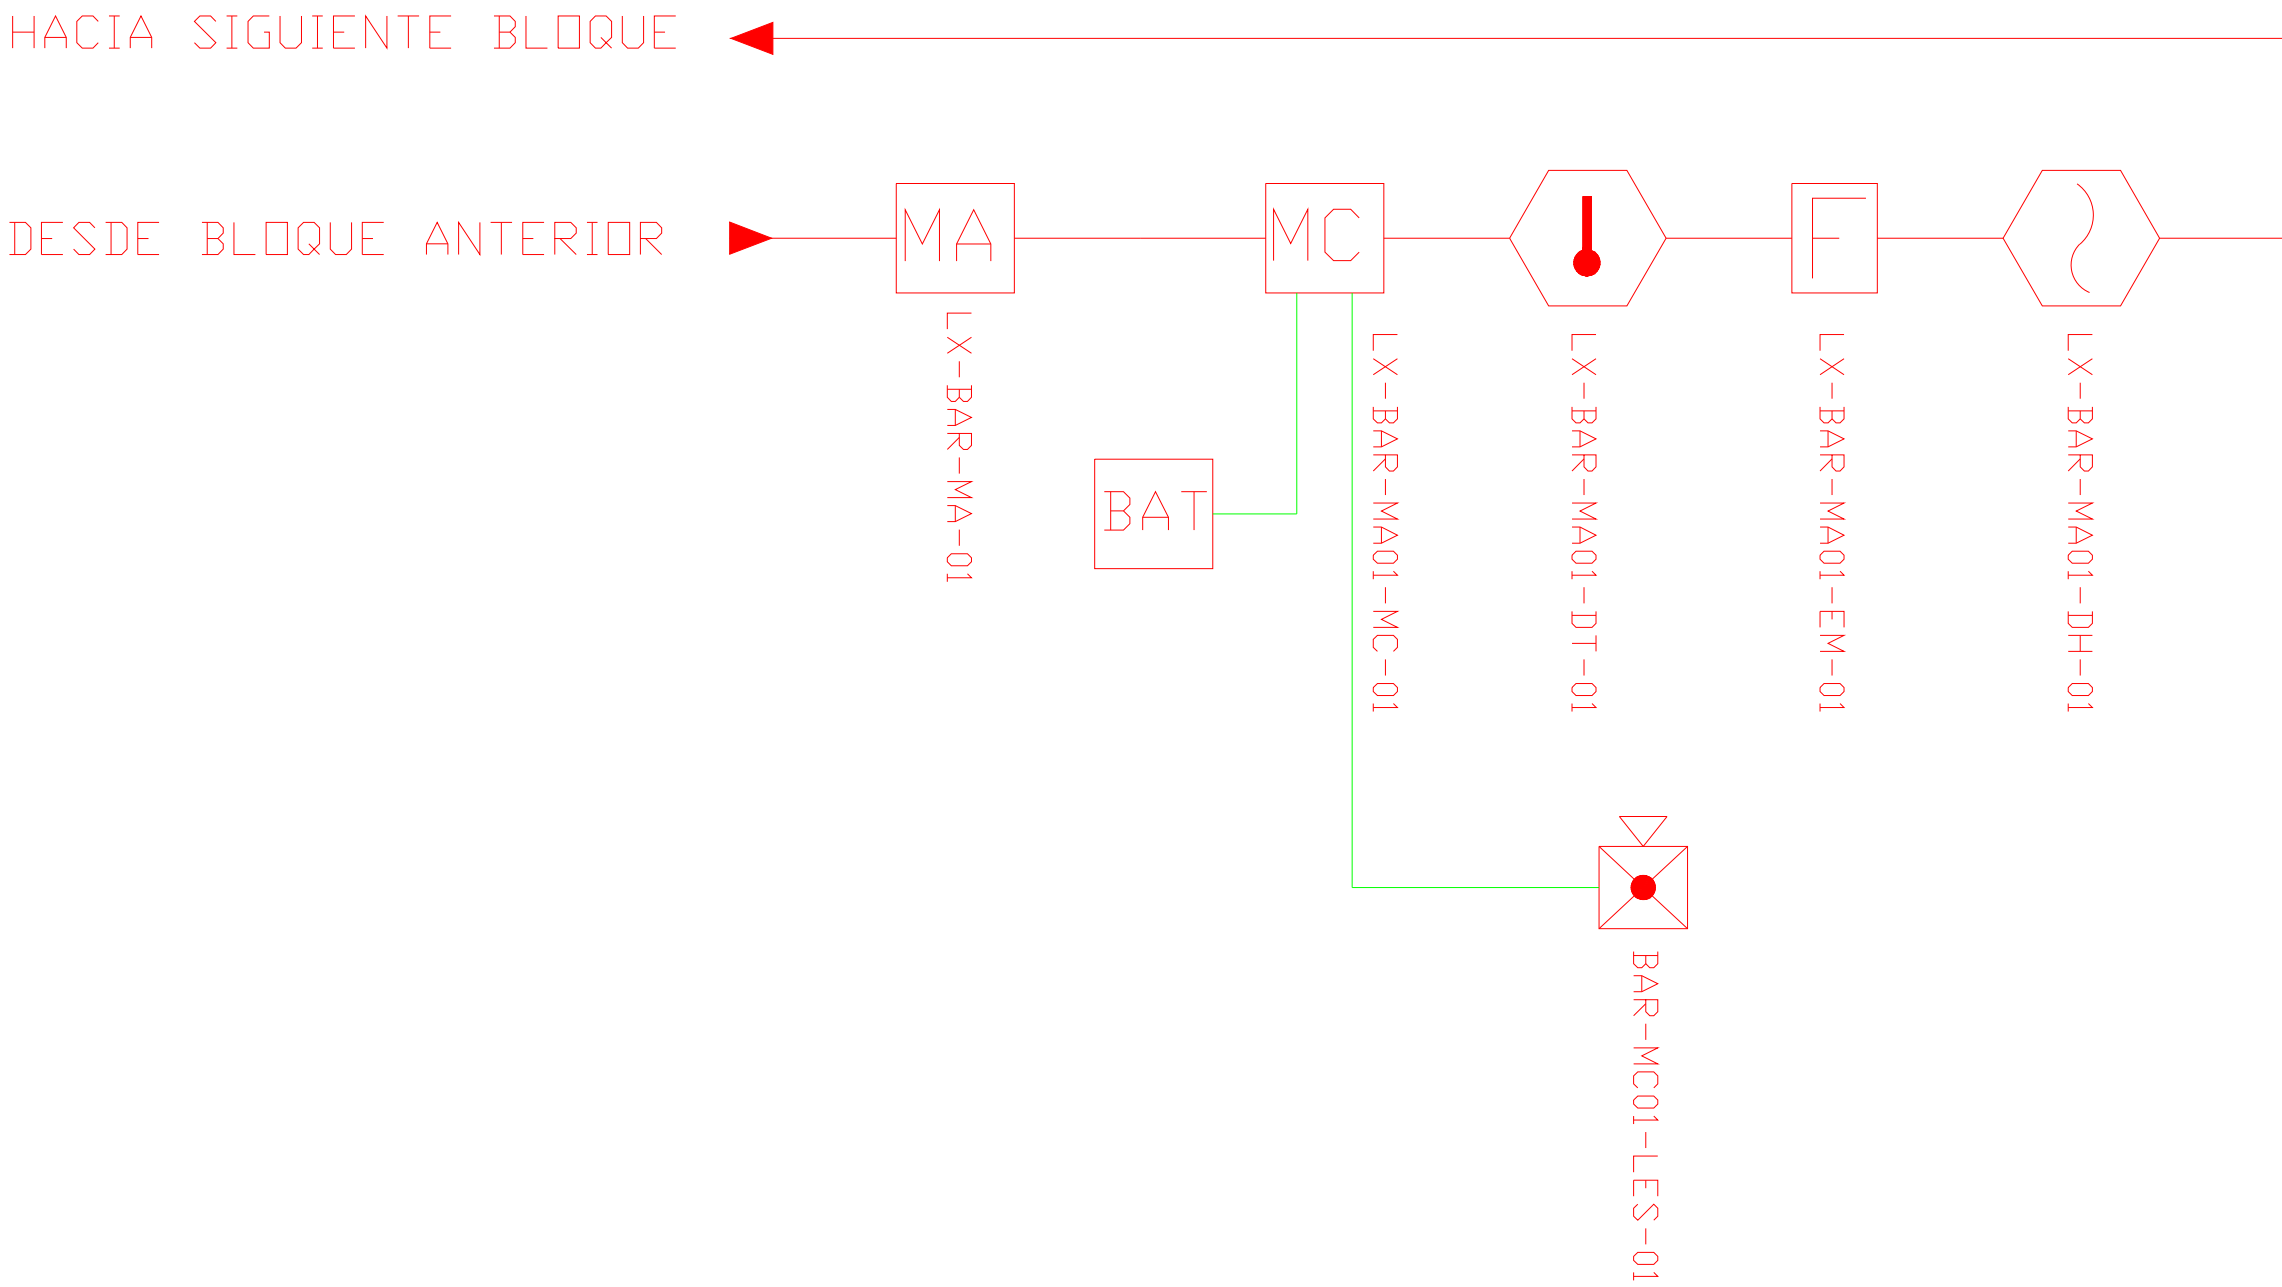 HACIA SIGUIENTE BLOQUE
DESDE BLOQUE ANTERIOR
MA
MC
F
LX-BAR-MA-01
LX-BAR-MA01-MC-01
LX-BAR-MA01-DT-01
LX-BAR-MA01-EM-01
LX-BAR-MA01-DH-01
BAT
BAR-MC01-LES-01